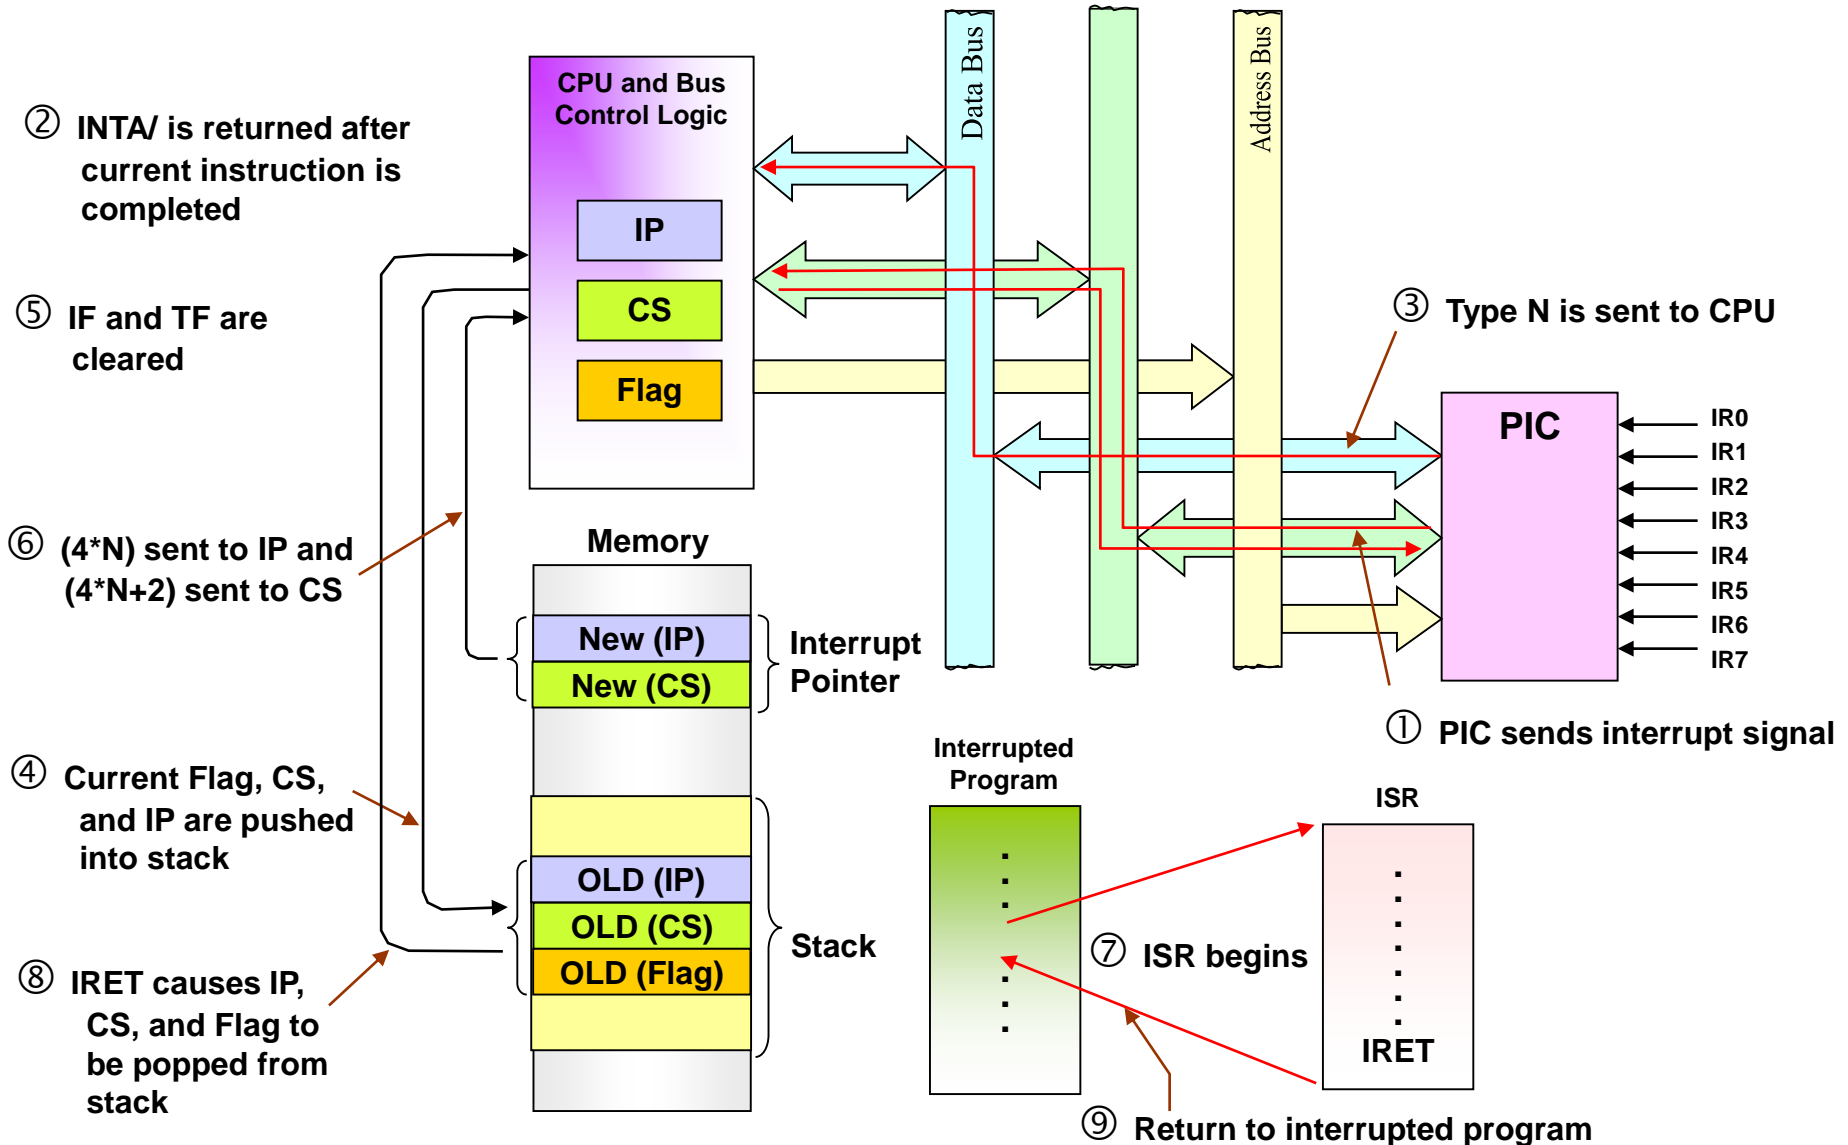 CPU and Bus
Control Logic
IP
CS
Flag
Data Bus
Address Bus
② INTA/ is returned after
current instruction is
completed
⑤ IF and TF are
cleared
③ Type N is sent to CPU
PIC
IR0
IR1
IR2
IR3
IR4
IR5
IR6
IR7
⑥ (4*N) sent to IP and
(4*N+2) sent to CS
Memory
New (IP)
New (CS)
Interrupt
Pointer
① PIC sends interrupt signal
④ Current Flag, CS,
and IP are pushed
into stack
OLD (IP)
OLD (CS)
OLD (Flag)
Stack
⑧ IRET causes IP,
CS, and Flag to
be popped from
stack
Interrupted
Program
ISR
⑦ ISR begins
IRET
⑨ Return to interrupted program